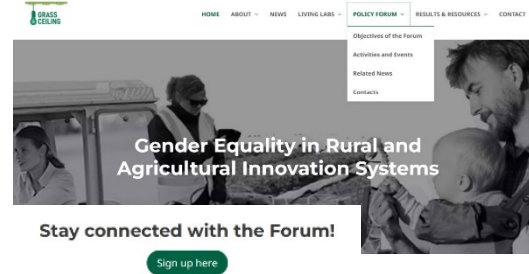 GRASS
CEILING
HOME ABOUT NEWS LIVING LABS POLICY FORUM RESULTS & RESOURCES CONTACT
Objectives of the Forum
Activities and Events
Related News
Contacts
Gender Equality in Rural and
Agricultural Innovation Systems
Stay connected with the Forum!
Sign up here